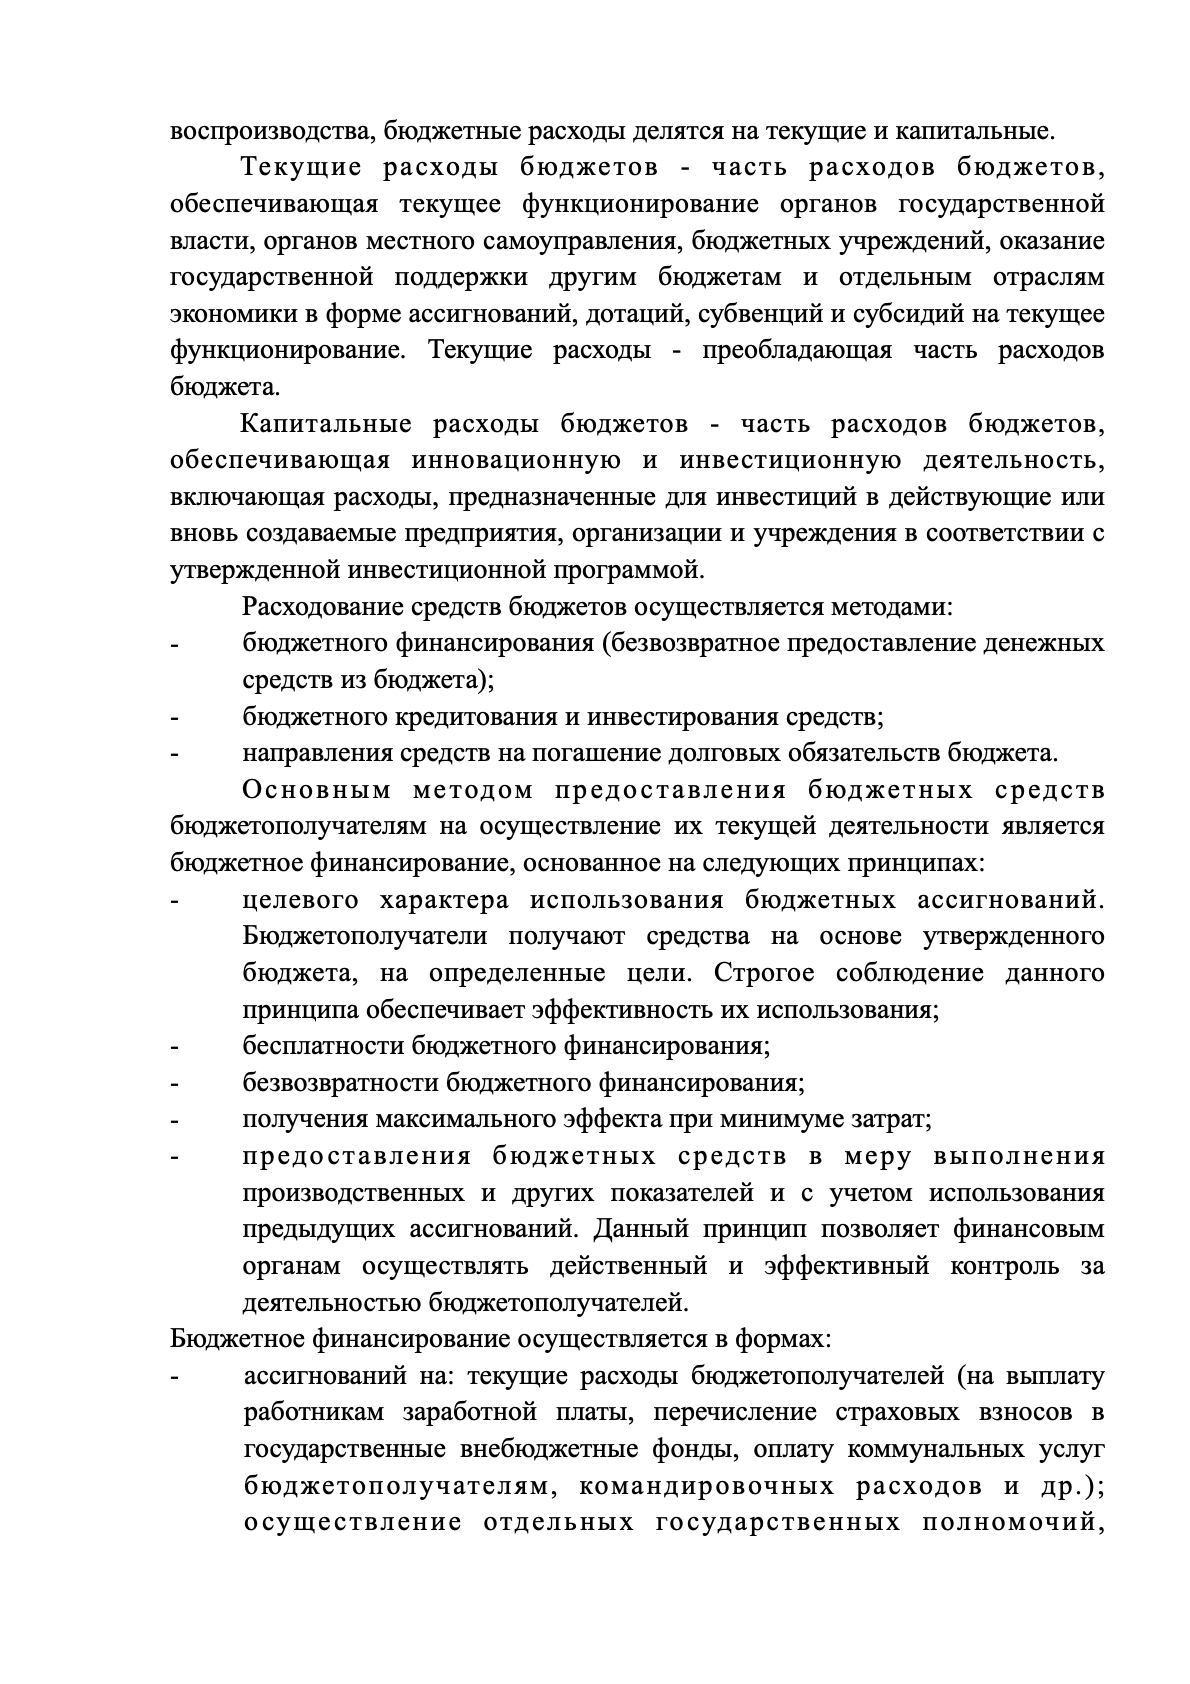 воспроизводства, бюджетные расходы делятся на текущие и капитальные.
Текущие расходы бюджетов - часть расходов бюджетов,
обеспечивающая текущее функционирование органов государственной
власти, органов местного самоуправления, бюджетных учреждений, оказание
государственной поддержки другим бюджетам и отдельным отраслям
экономики в форме ассигнований, дотаций, субвенций и субсидий на текущее
функционирование. Текущие расходы - преобладающая часть расходов
бюджета.
Капитальные расходы бюджетов - часть расходов бюджетов,
обеспечивающая инновационную и инвестиционную деятельность,
включающая расходы, предназначенные для инвестиций в действующие или
вновь создаваемые предприятия, организации и учреждения в соответствии с
утвержденной инвестиционной программой.
Расходование средств бюджетов осуществляется методами:
- бюджетного финансирования (безвозвратное предоставление денежных
средств из бюджета);
- бюджетного кредитования и инвестирования средств;
- направления средств на погашение долговых обязательств бюджета.
Основным методом предоставления бюджетных средств
бюджетополучателям на осуществление их текущей деятельности является
бюджетное финансирование, основанное на следующих принципах:
- целевого характера использования бюджетных ассигнований.
Бюджетополучатели получают средства на основе утвержденного
бюджета, на определенные цели. Строгое соблюдение данного
принципа обеспечивает эффективность их использования;
- бесплатности бюджетного финансирования;
- безвозвратности бюджетного финансирования;
- получения максимального эффекта при минимуме затрат;
- предоставления бюджетных средств в меру выполнения
производственных и других показателей и с учетом использования
предыдущих ассигнований. Данный принцип позволяет финансовым
органам осуществлять действенный и эффективный контроль за
деятельностью бюджетополучателей.
Бюджетное финансирование осуществляется в формах:
- ассигнований на: текущие расходы бюджетополучателей (на выплату
работникам заработной платы, перечисление страховых взносов в
государственные внебюджетные фонды, оплату коммунальных услуг
бюджетополучателям, командировочных расходов и др.);
осуществление отдельных государственных полномочий,